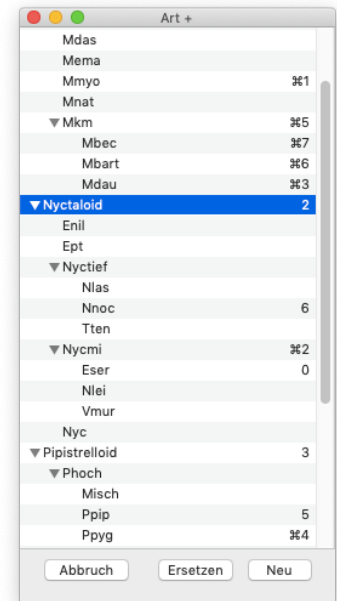 Art +
Mdas
Mema
Mmyo ⌘1
Mnat
Mkm ⌘5
Mbec ⌘7
Mbart ⌘6
Mdau ⌘3
Nyctaloid 2
Enil
Ept
Nyctief
Nlas
Nnoc 6
Tten
Nycmi ⌘2
Eser 0
Nlei
Vmur
Nyc
Pipistrelloid 3
Phoch
Misch
Ppip 5
Ppyg ⌘4
Abbruch Ersetzen Neu